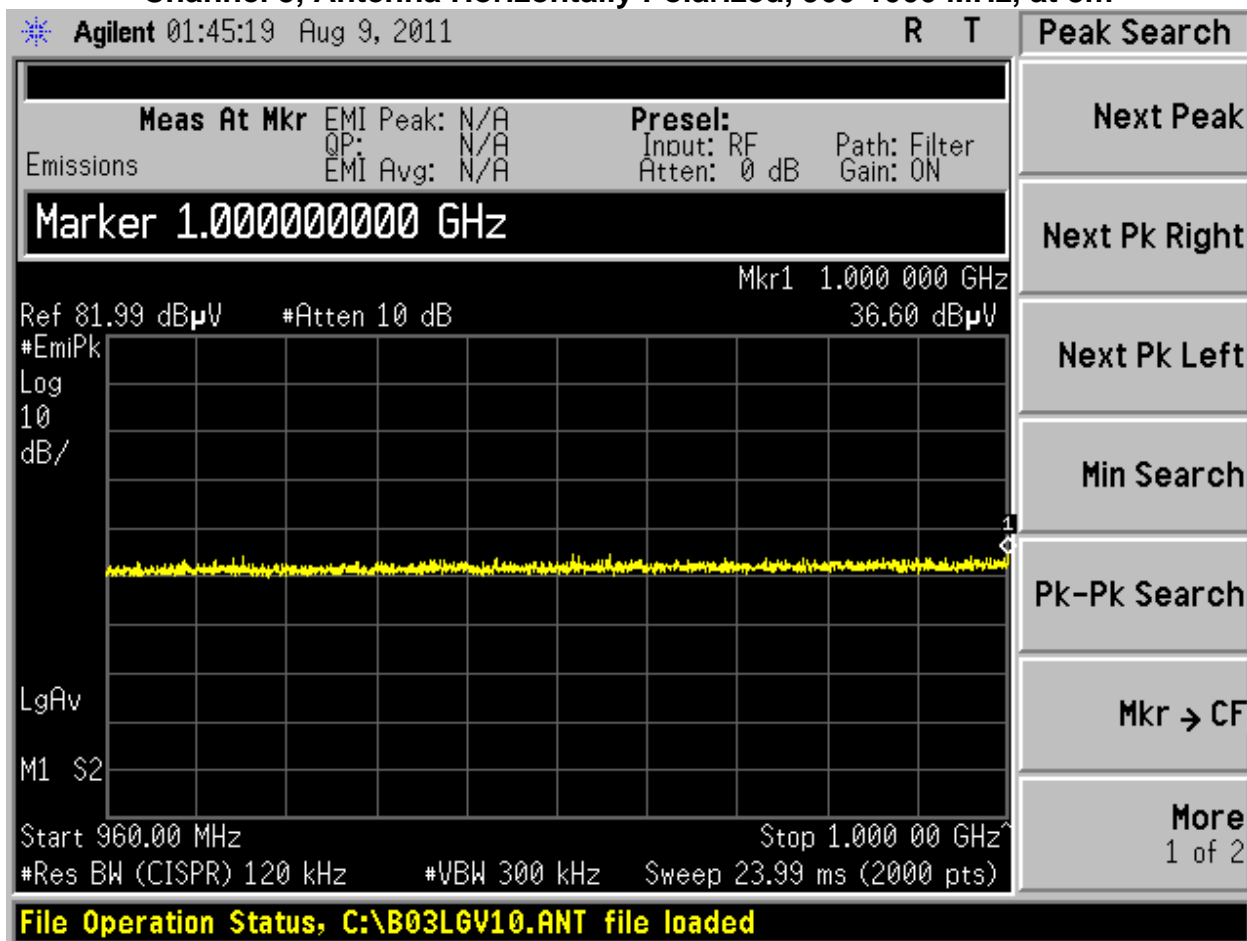 Agilent 01:45:19 Aug 9, 2011 R T
Peak Search
Meas At Mkr EMI Peak: N/A Presel:
QP: N/A Input: RF Path: Filter
Emissions EMI Avg: N/A Atten: 0 dB Gain: ON
Marker 1.000000000 GHz
Mkr1 1.000 000 GHz
Ref 81.99 dBµV #Atten 10 dB 36.60 dBµV
#EmiPk
Log
10
dB/
1
LgAv
M1 S2
Start 960.00 MHz Stop 1.000 00 GHz^
#Res BW (CISPR) 120 kHz #VBW 300 kHz Sweep 23.99 ms (2000 pts)
File Operation Status, C:\B03LGV10.ANT file loaded
Next Peak
Next Pk Right
Next Pk Left
Min Search
Pk-Pk Search
Mkr → CF
More
1 of 2